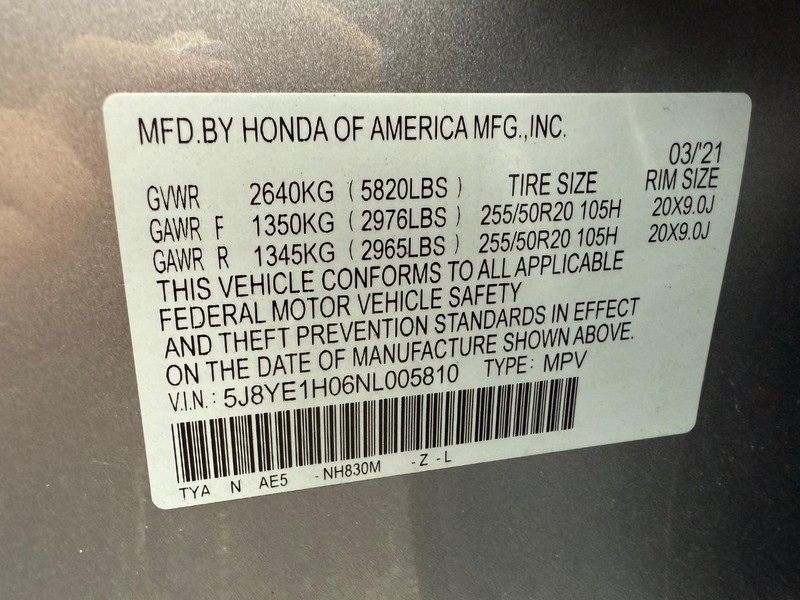 MFD.BY HONDA OF AMERICA MFG.,INC.
03/'21
GVWR 2640KG (5820LBS) TIRE SIZE RIM SIZE
GAWR F 1350KG (2976LBS) 255/50R20 105H 20X9.0J
GAWR R 1345KG (2965LBS) 255/50R20 105H 20X9.0J
THIS VEHICLE CONFORMS TO ALL APPLICABLE
FEDERAL MOTOR VEHICLE SAFETY
AND THEFT PREVENTION STANDARDS IN EFFECT
ON THE DATE OF MANUFACTURE SHOWN ABOVE.
V.I.N.: 5J8YE1H06NL005810 TYPE: MPV
TYA N AE5 -NH830M -Z -L